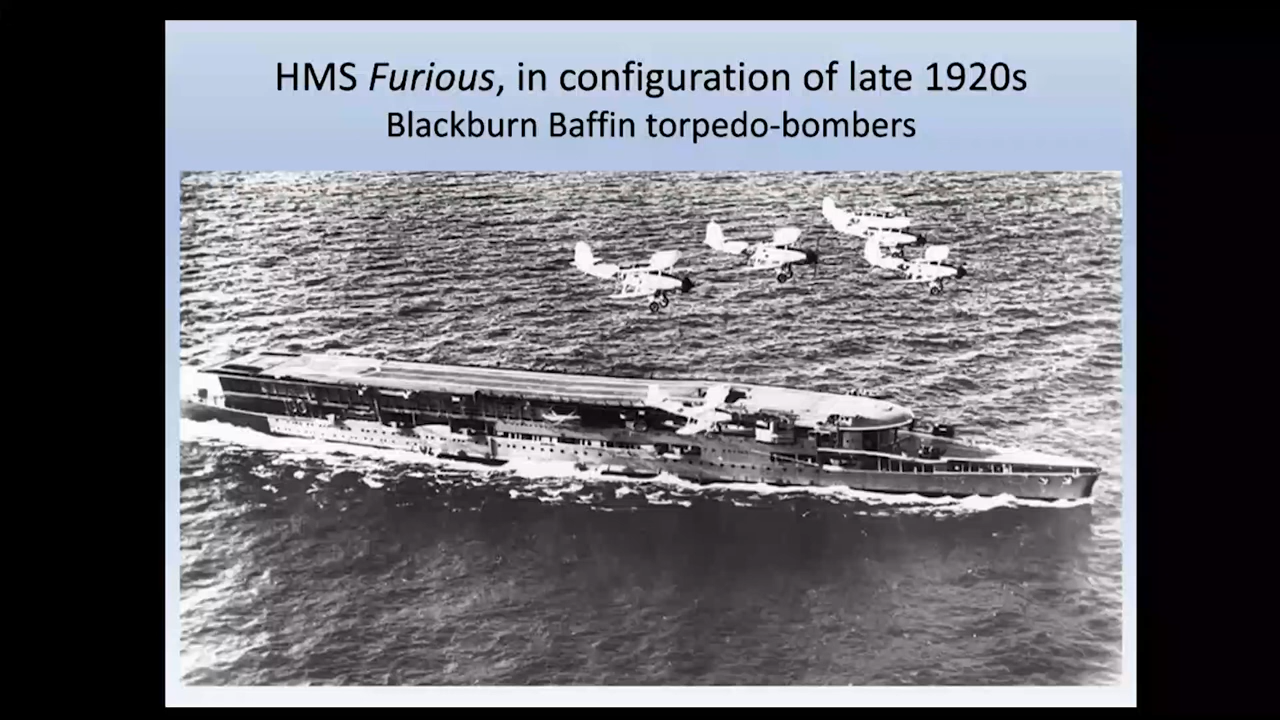 HMS Furious, in configuration of late 1920s
Blackburn Baffin torpedo-bombers